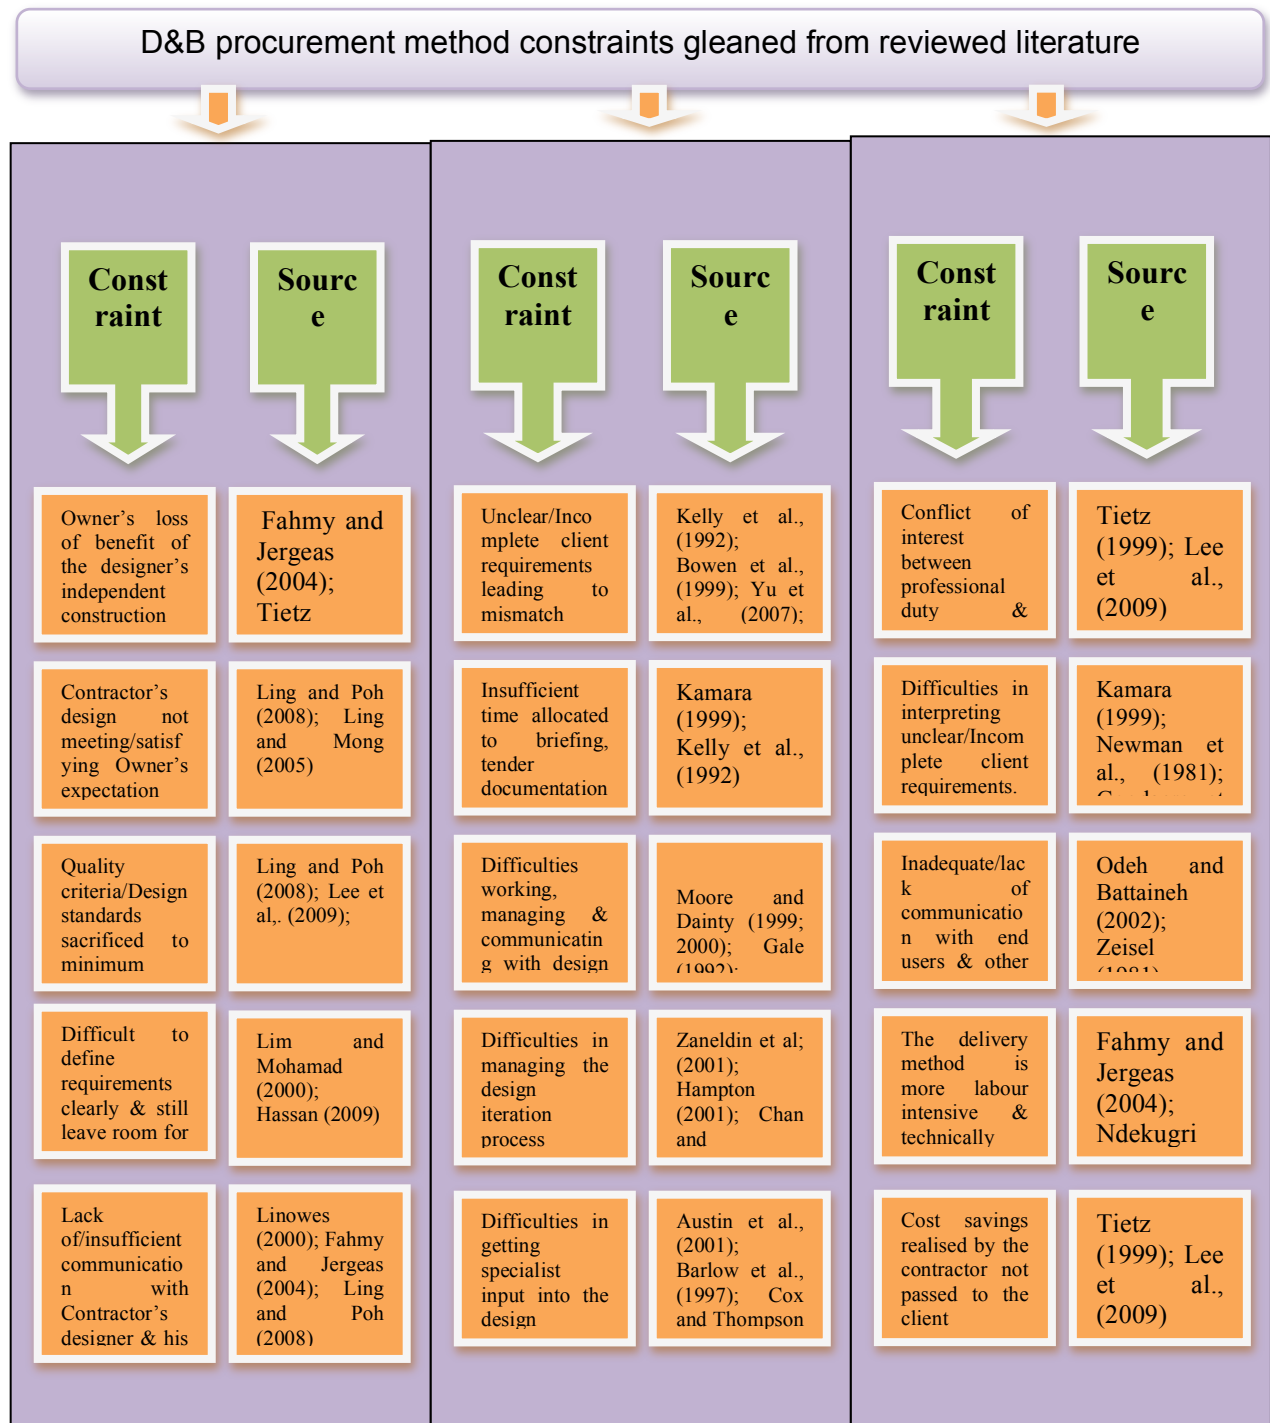 D&B procurement method constraints gleaned from reviewed literature
Const
raint
Sourc
e
Owner's loss
of benefit of
the designer's
independent
construction
Fahmy and
Jergeas
(2004);
Tietz
Contractor's
design not
meeting/satisf
ying Owner's
expectation
Ling and Poh
(2008); Ling
and Mong
(2005)
Quality
criteria/Design
standards
sacrificed to
minimum
Ling and Poh
(2008); Lee et
al,. (2009);
Difficult to
define
requirements
clearly & still
leave room for
Lim and
Mohamad
(2000);
Hassan (2009)
Lack
of/insufficient
communicatio
n with
Contractor's
designer & his
Linowes
(2000); Fahmy
and Jergeas
(2004); Ling
and Poh
(2008)
Const
raint
Sourc
e
Unclear/Inco
mplete client
requirements
leading to
mismatch
Kelly et al.,
(1992);
Bowen et al.,
(1999); Yu et
al., (2007);
Insufficient
time allocated
to briefing,
tender
documentation
Kamara
(1999);
Kelly et al.,
(1992)
Difficulties
working,
managing &
communicatin
g with design
Moore and
Dainty (1999;
2000); Gale
(1992);
Difficulties in
managing the
design
iteration
process
Zaneldin et al;
(2001);
Hampton
(2001); Chan
and
Difficulties in
getting
specialist
input into the
design
Austin et al.,
(2001);
Barlow et al.,
(1997); Cox
and Thompson
Const
raint
Sourc
e
Conflict of
interest
between
professional
duty &
Tietz
(1999); Lee
et al.,
(2009)
Difficulties in
interpreting
unclear/Incom
plete client
requirements.
Kamara
(1999);
Newman et
al., (1981);
Inadequate/lac
k of
communicatio
n with end
users & other
Odeh and
Battaineh
(2002);
Zeisel
(1981)
The delivery
method is
more labour
intensive &
technically
Fahmy and
Jergeas
(2004);
Ndekugri
Cost savings
realised by the
contractor not
passed to the
client
Tietz
(1999); Lee
et al.,
(2009)